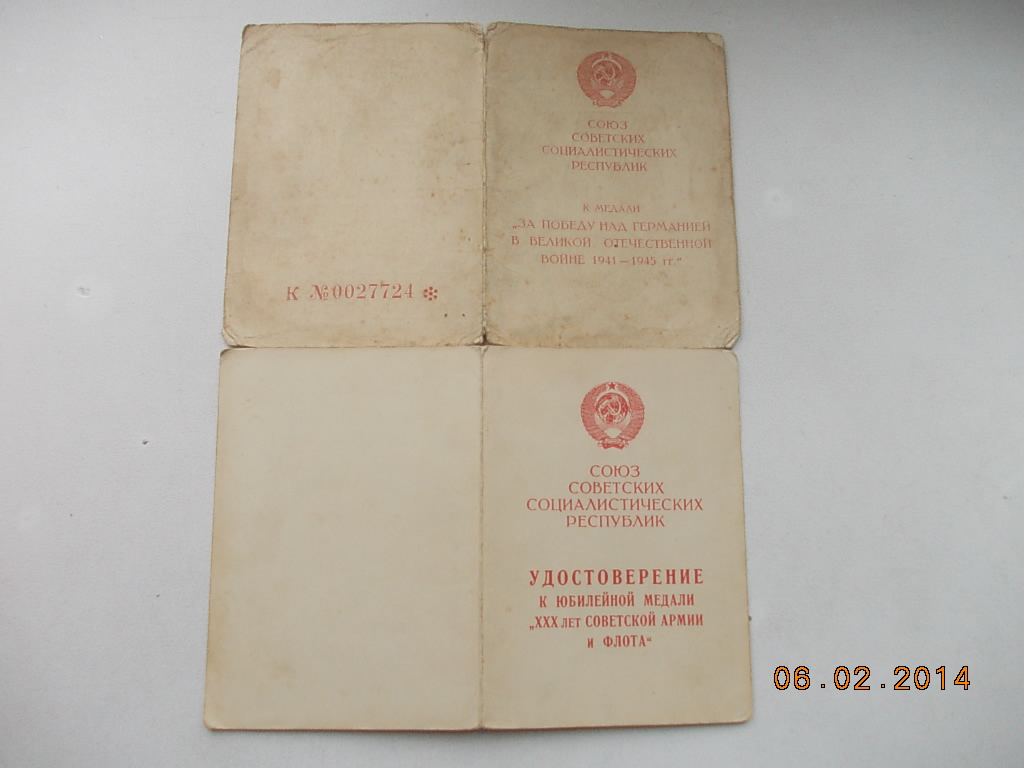 СОЮЗ
СОВЕТСКИХ
СОЦИАЛИСТИЧЕСКИХ
РЕСПУБЛИК
К МЕДАЛИ
„ЗА ПОБЕДУ НАД ГЕРМАНИЕЙ
В ВЕЛИКОЙ ОТЕЧЕСТВЕННОЙ
ВОЙНЕ 1941—1945 гг.“
К №0027724
СОЮЗ
СОВЕТСКИХ
СОЦИАЛИСТИЧЕСКИХ
РЕСПУБЛИК
УДОСТОВЕРЕНИЕ
К ЮБИЛЕЙНОЙ МЕДАЛИ
„XXX лет СОВЕТСКОЙ АРМИИ
и ФЛОТА“
06.02.2014